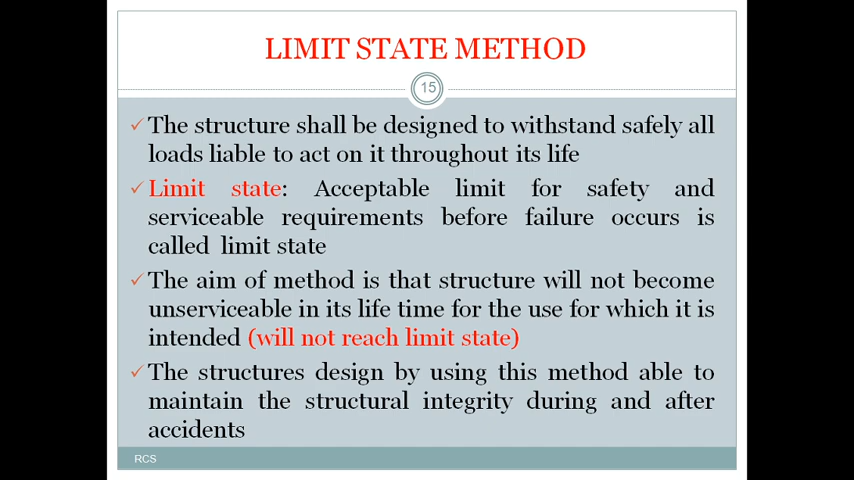 LIMIT STATE METHOD
15
✓ The structure shall be designed to withstand safely all
loads liable to act on it throughout its life
✓ Limit state: Acceptable limit for safety and
serviceable requirements before failure occurs is
called limit state
✓ The aim of method is that structure will not become
unserviceable in its life time for the use for which it is
intended (will not reach limit state)
✓ The structures design by using this method able to
maintain the structural integrity during and after
accidents
RCS